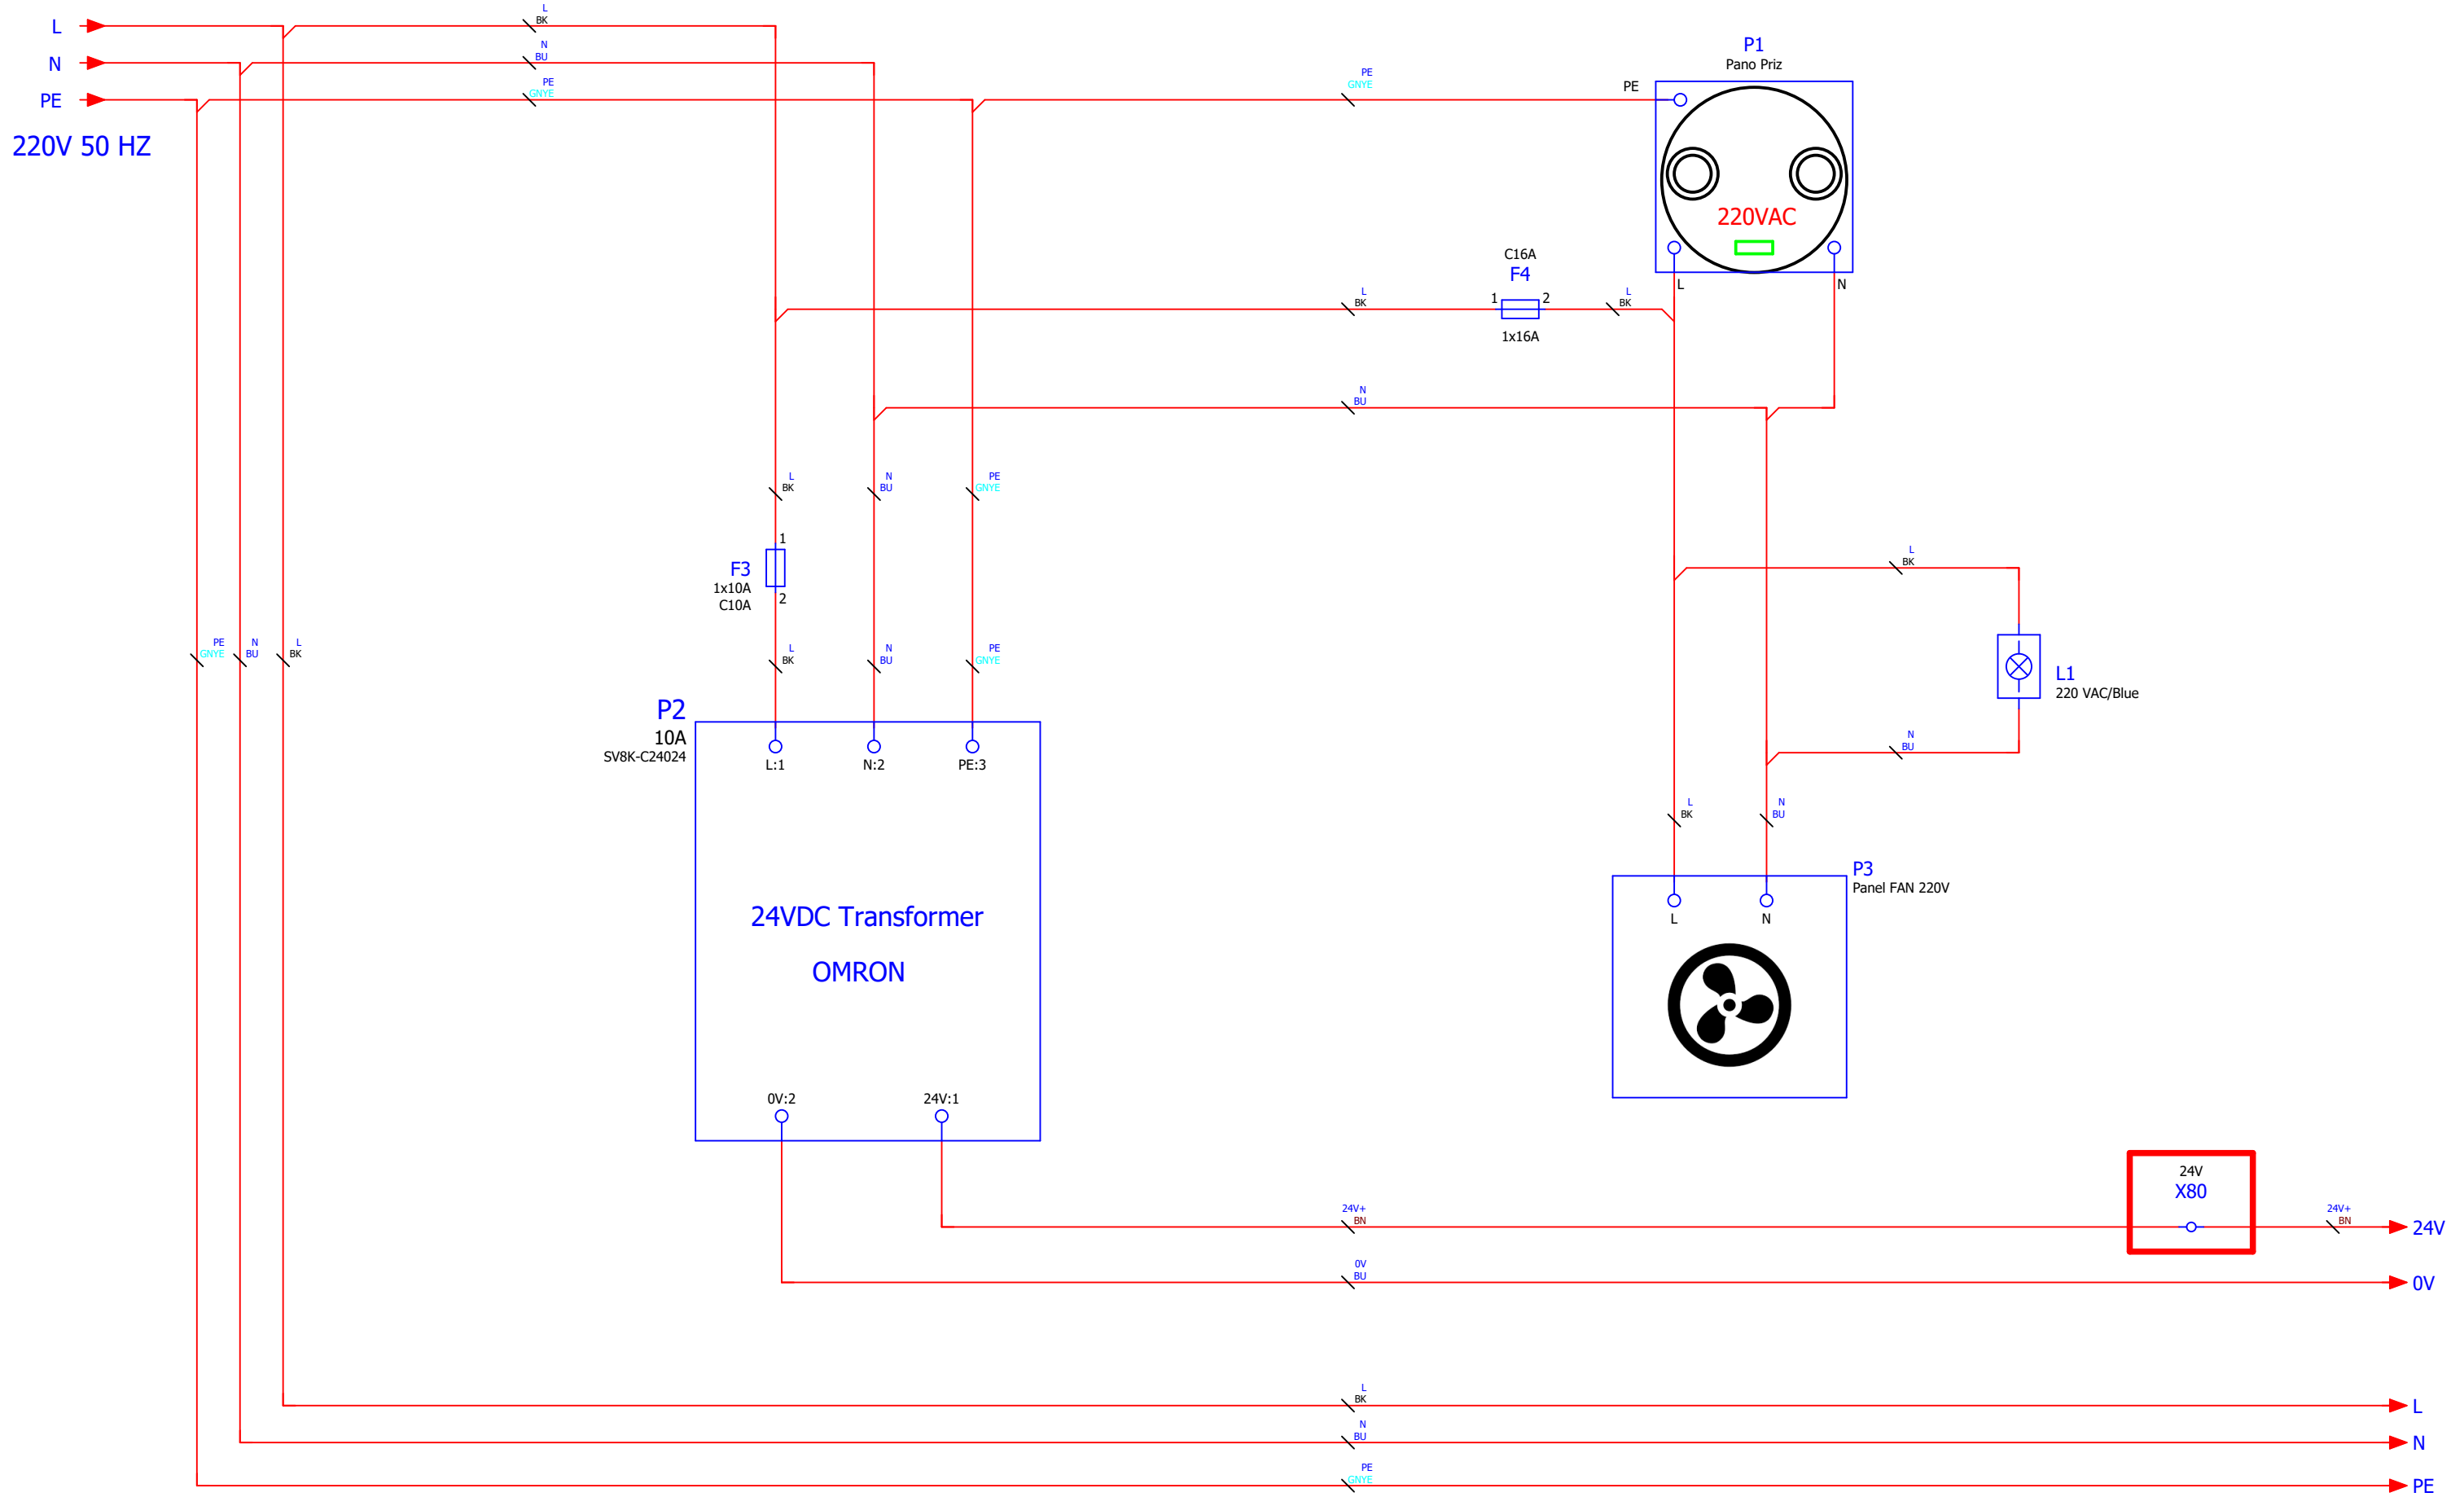 L
L
BK
N
N
BU
PE
PE
GNYE
220V 50 HZ
PE
GNYE
P1
Pano Priz
PE
220VAC
L
N
C16A
F4
1
2
1x16A
L
BK
L
BK
N
BU
L
BK
N
BU
PE
GNYE
1
F3
1x10A
C10A
2
PE
GNYE
N
BU
L
BK
L
BK
N
BU
PE
GNYE
L
BK
L1
220 VAC/Blue
N
BU
P2
10A
SV8K-C24024
L:1
N:2
PE:3
24VDC Transformer
OMRON
0V:2
24V:1
L
BK
N
BU
P3
Panel FAN 220V
L
N
24V
X80
24V+
BN
24V+
BN
24V
0V
BU
0V
L
BK
L
N
BU
N
PE
GNYE
PE